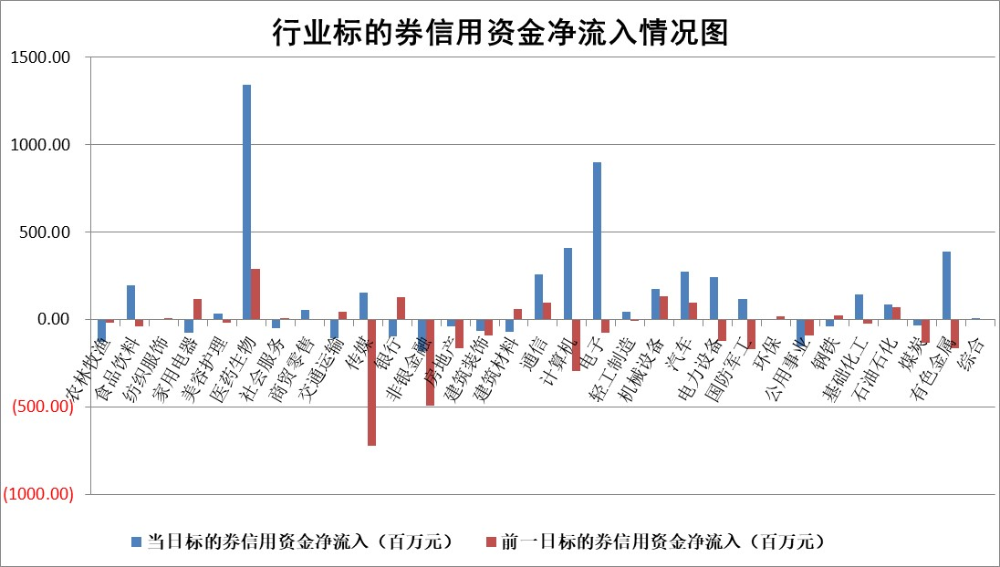 行业标的券信用资金净流入情况图
1500.00
1000.00
500.00
0.00
(500.00)
(1000.00)
农林牧渔
食品饮料
纺织服饰
家用电器
美容护理
医药生物
社会服务
商贸零售
交通运输
传媒
银行
非银金融
房地产
建筑装饰
建筑材料
通信
计算机
电子
轻工制造
机械设备
汽车
电力设备
国防军工
环保
公用事业
钢铁
基础化工
石油石化
煤炭
有色金属
综合
当日标的券信用资金净流入（百万元）
前一日标的券信用资金净流入（百万元）